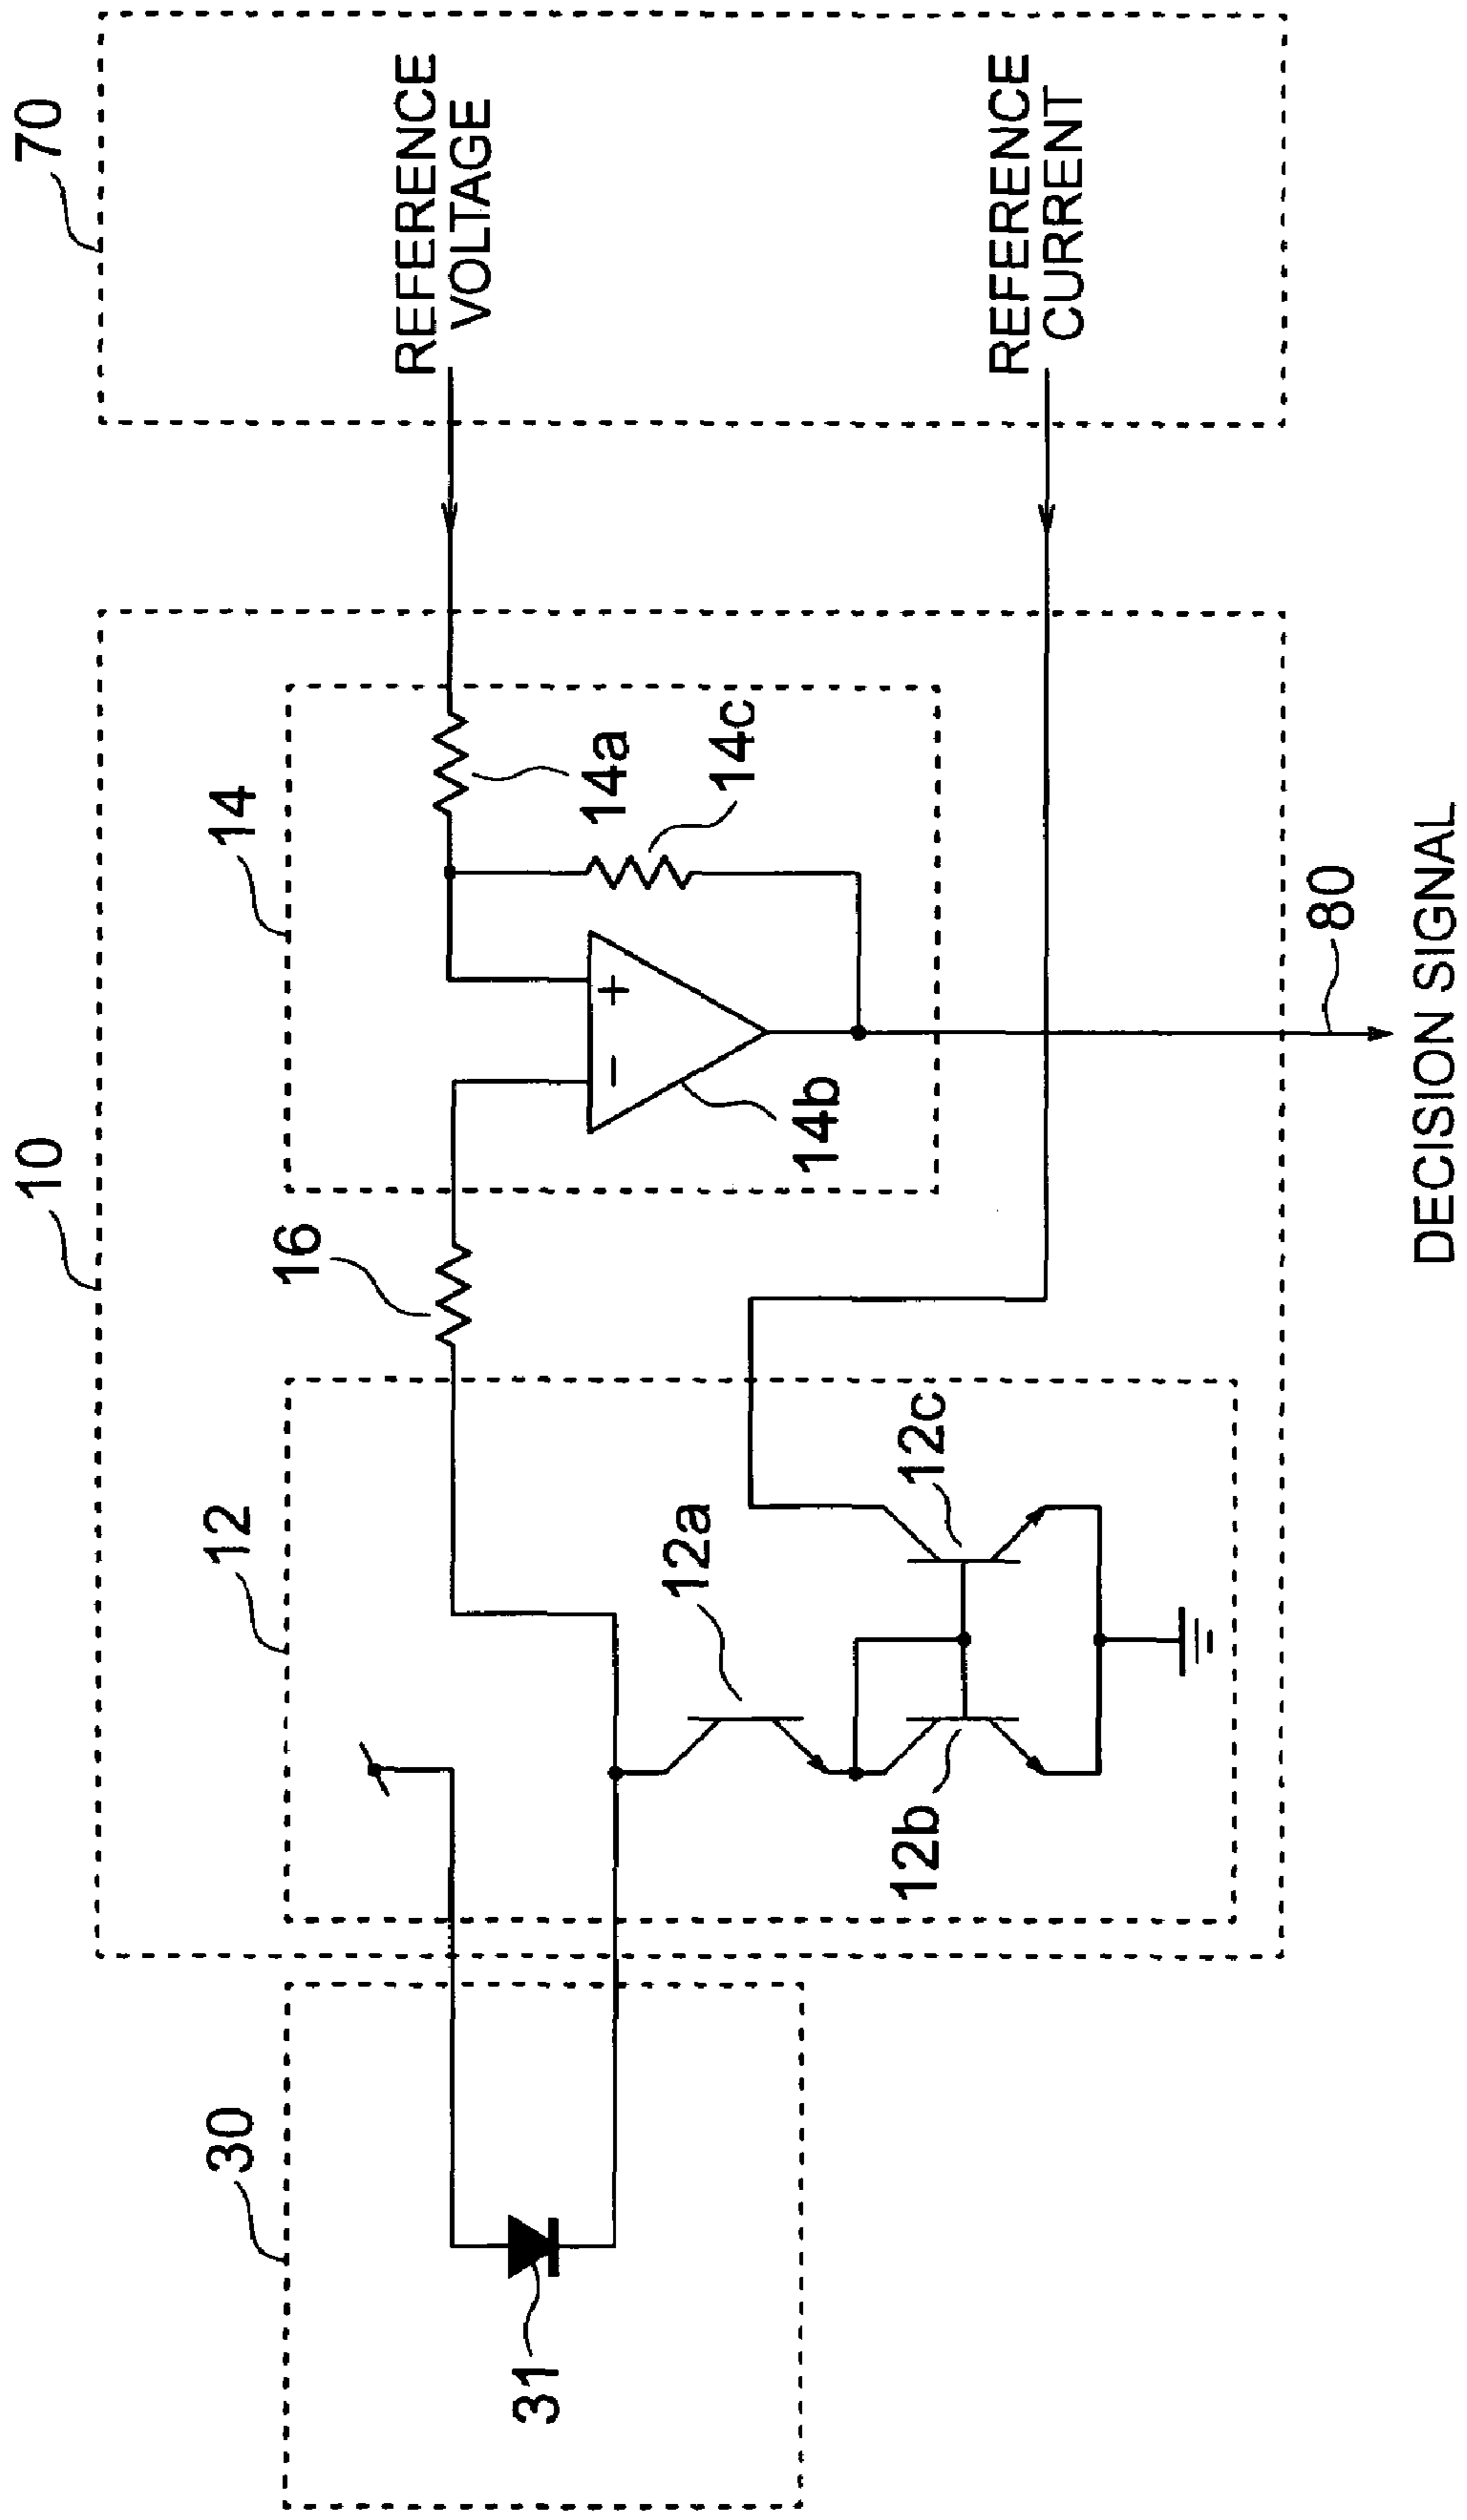 70
REFERENCE
VOLTAGE
REFERENCE
CURRENT
10
14
14a
14c
+
−
14b
16
80
DECISION SIGNAL
12
12a
12c
12b
30
31